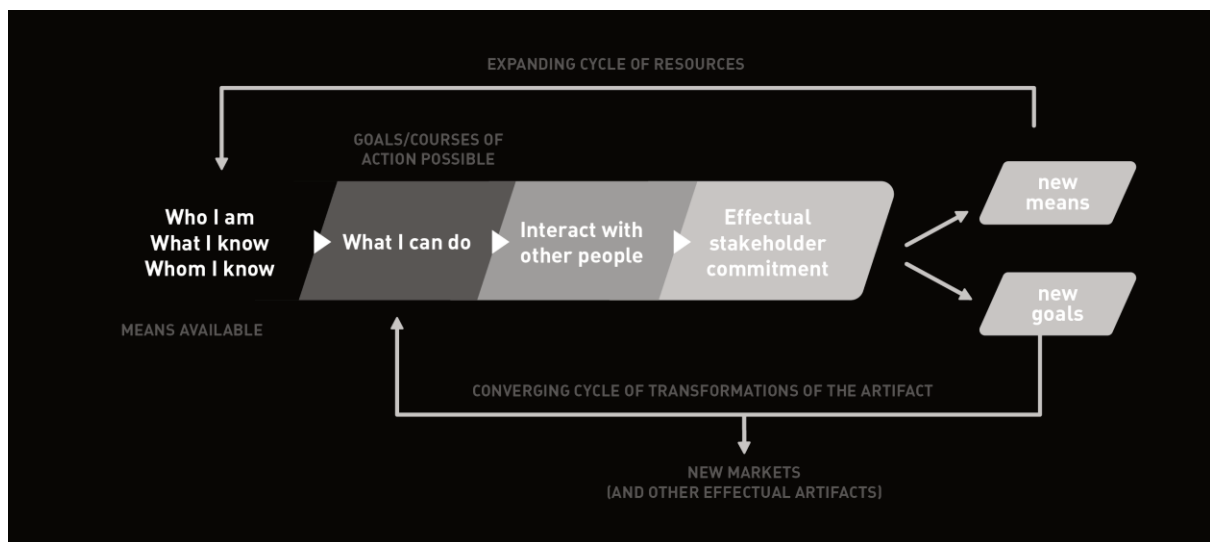 EXPANDING CYCLE OF RESOURCES
GOALS/COURSES OF
ACTION POSSIBLE
Who I am
What I know
Whom I know
What I can do
Interact with
other people
Effectual
stakeholder
commitment
new
means
new
goals
MEANS AVAILABLE
CONVERGING CYCLE OF TRANSFORMATIONS OF THE ARTIFACT
NEW MARKETS
(AND OTHER EFFECTUAL ARTIFACTS)